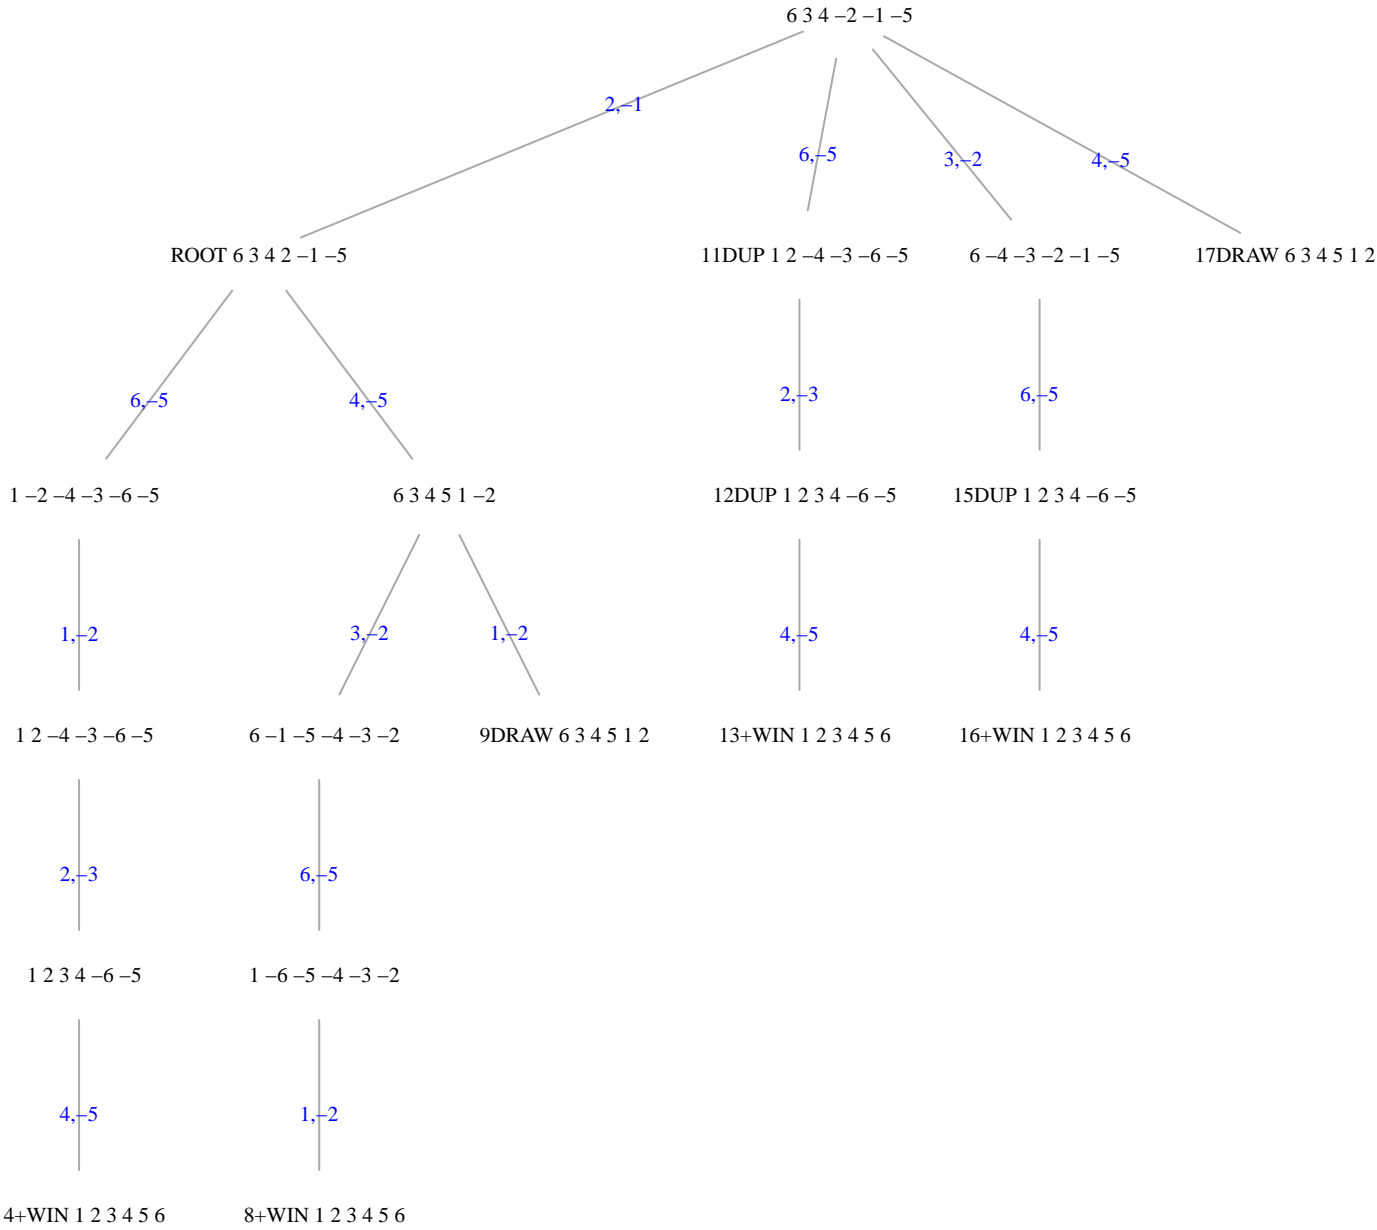 6 3 4 –2 –1 –5
2,–1
6,–5
3,–2
4,–5
ROOT 6 3 4 2 –1 –5
11DUP 1 2 –4 –3 –6 –5
6 –4 –3 –2 –1 –5
17DRAW 6 3 4 5 1 2
6,–5
4,–5
2,–3
6,–5
1 –2 –4 –3 –6 –5
6 3 4 5 1 –2
12DUP 1 2 3 4 –6 –5
15DUP 1 2 3 4 –6 –5
1,–2
3,–2
1,–2
4,–5
4,–5
1 2 –4 –3 –6 –5
6 –1 –5 –4 –3 –2
9DRAW 6 3 4 5 1 2
13+WIN 1 2 3 4 5 6
16+WIN 1 2 3 4 5 6
2,–3
6,–5
1 2 3 4 –6 –5
1 –6 –5 –4 –3 –2
4,–5
1,–2
4+WIN 1 2 3 4 5 6
8+WIN 1 2 3 4 5 6